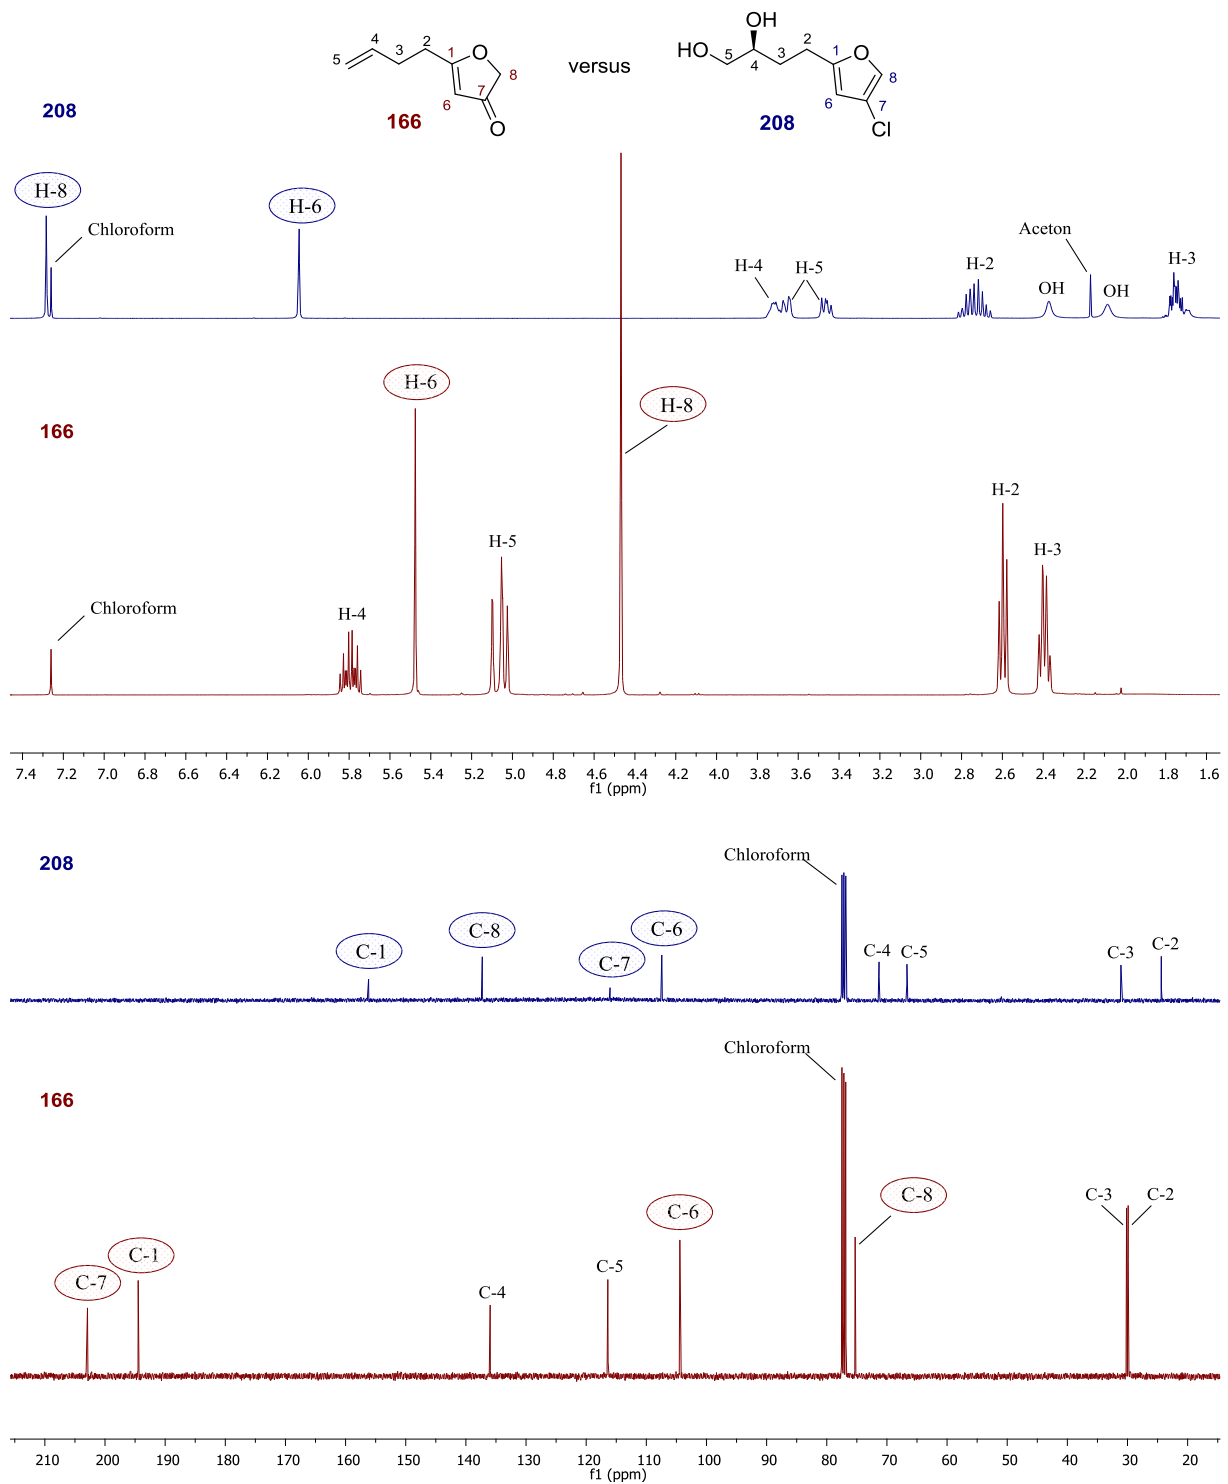 OH
HO
5
4
3
2
1
O
8
7
6
Cl
208
4
5
3
2
1
O
8
7
6
O
166
versus
208
H-8
Chloroform
H-6
H-4
H-5
H-2
OH
Aceton
OH
H-3
166
Chloroform
H-4
H-6
H-5
H-8
H-2
H-3
7.4 7.2 7.0 6.8 6.6 6.4 6.2 6.0 5.8 5.6 5.4 5.2 5.0 4.8 4.6 4.4 4.2 4.0 3.8 3.6 3.4 3.2 3.0 2.8 2.6 2.4 2.2 2.0 1.8 1.6
f1 (ppm)
208
C-1
C-8
C-7
C-6
Chloroform
C-4
C-5
C-3
C-2
166
C-7
C-1
C-4
C-5
C-6
Chloroform
C-8
C-3
C-2
210 200 190 180 170 160 150 140 130 120 110 100 90 80 70 60 50 40 30 20
f1 (ppm)